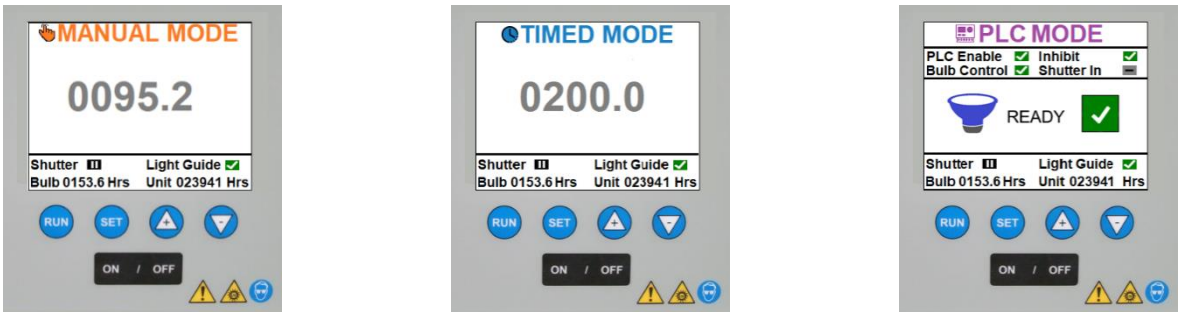 MANUAL MODE
0095.2
Shutter Light Guide
Bulb 0153.6 Hrs Unit 023941 Hrs
RUN SET + -
ON / OFF
TIMED MODE
0200.0
Shutter Light Guide
Bulb 0153.6 Hrs Unit 023941 Hrs
RUN SET + -
ON / OFF
PLC MODE
PLC Enable Inhibit
Bulb Control Shutter In
READY
Shutter Light Guide
Bulb 0153.6 Hrs Unit 023941 Hrs
RUN SET + -
ON / OFF